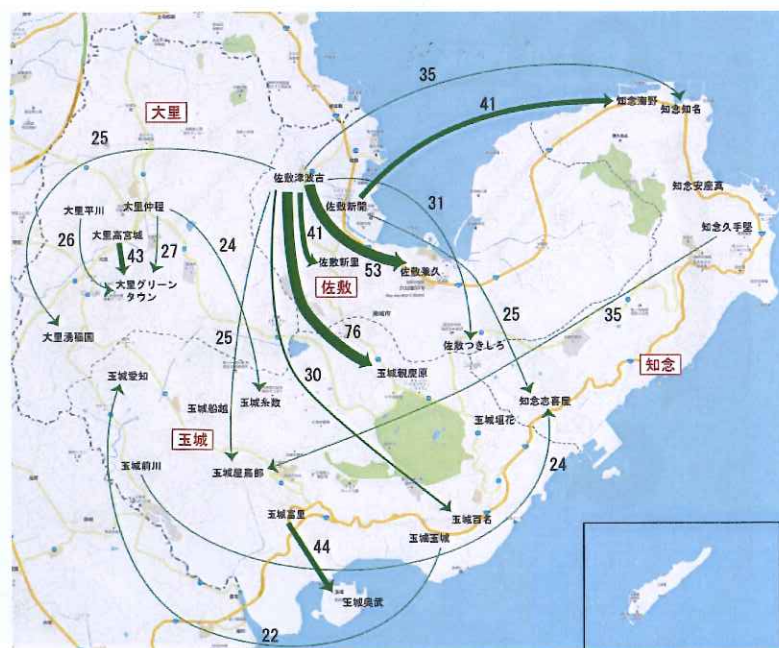 35
知念海野
知念知名
41
大里
25
佐敷津波古
知念安座真
佐敷新開
31
大里平川
大里仲程
知念久手堅
大里高宮城
24
41
26
43
27
佐敷新里
53
佐敷兼久
大里グリーン
タウン
佐敷
25
35
76
大里湧稲国
25
佐敷つきしろ
30
知念
玉城愛知
玉城親慶原
玉城船越
玉城糸数
知念志喜屋
玉城垣花
玉城
24
玉城前川
玉城屋嘉部
玉城富里
玉城百名
玉城玉城
44
玉城奥武
22